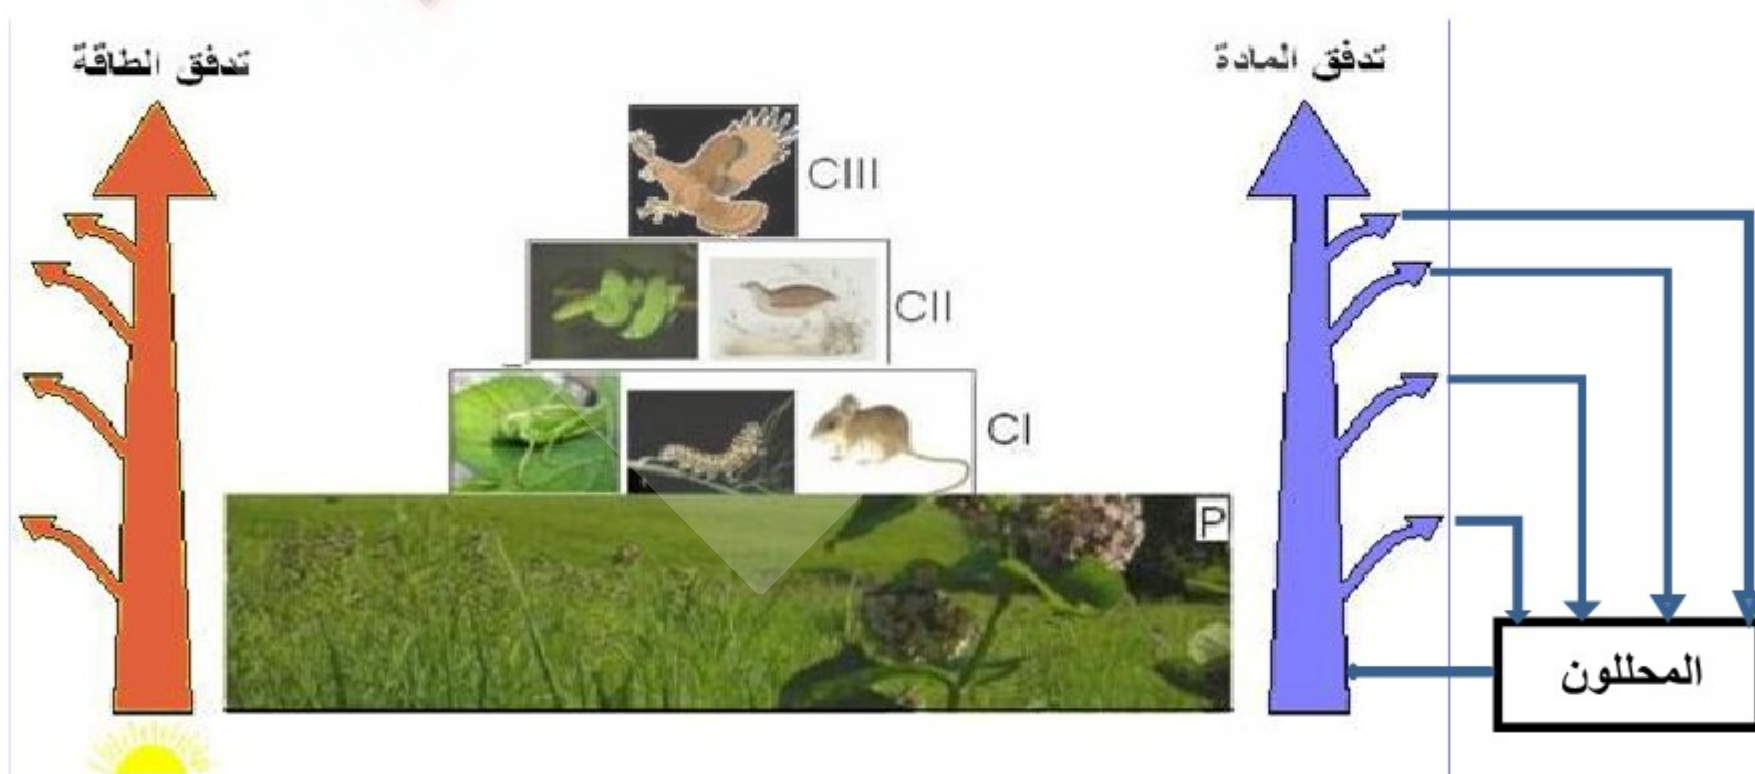 تدفق المادة
تدفق الطاقة
CIII
CII
CI
P
المحللون